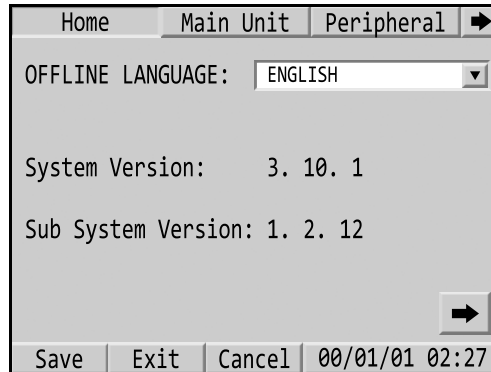 Home Main Unit Peripheral
OFFLINE LANGUAGE: ENGLISH
System Version: 3. 10. 1
Sub System Version: 1. 2. 12
Save Exit Cancel 00/01/01 02:27